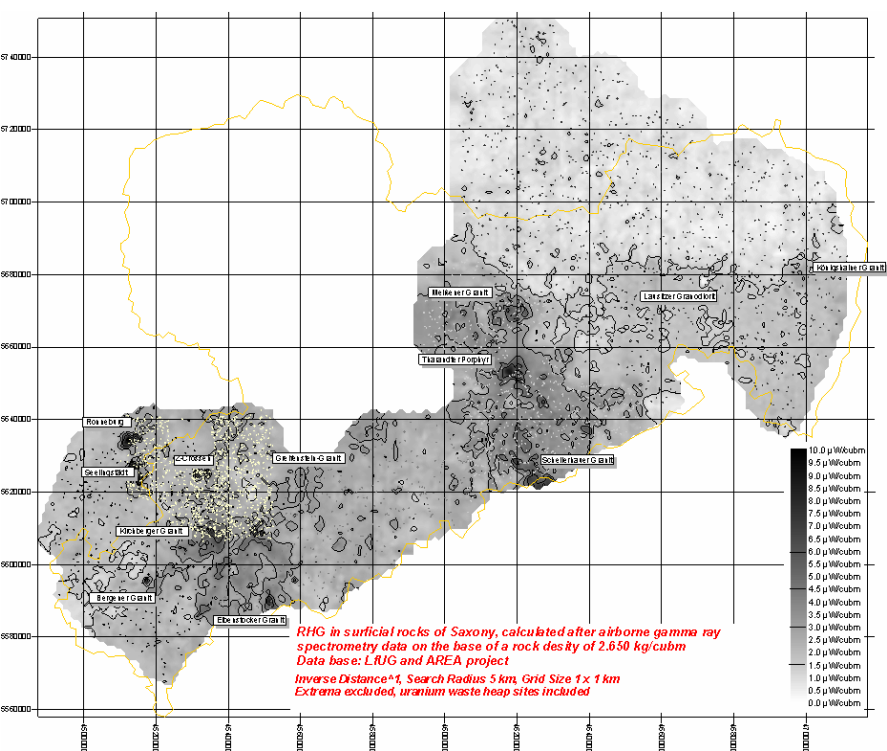 5740000
5720000
5700000
5680000
5660000
5640000
5620000
5600000
5580000
5560000
Königshainer Granit
Meißener Granit
Lausitzer Granodiorit
Tharandter Porphyr
Ronneburg
Z-Crossen
Greifenstein-Granit
Schellerhaner Granit
Seelingstädt
Kirchberger Granit
Bergener Granit
Eibenstocker Granit
10.0 µW/cubm
9.5 µW/cubm
9.0 µW/cubm
8.5 µW/cubm
8.0 µW/cubm
7.5 µW/cubm
7.0 µW/cubm
6.5 µW/cubm
6.0 µW/cubm
5.5 µW/cubm
5.0 µW/cubm
4.5 µW/cubm
4.0 µW/cubm
3.5 µW/cubm
3.0 µW/cubm
2.5 µW/cubm
2.0 µW/cubm
1.5 µW/cubm
1.0 µW/cubm
0.5 µW/cubm
0.0 µW/cubm
RHG in surficial rocks of Saxony, calculated after airborne gamma ray
spectrometry data on the base of a rock desity of 2.650 kg/cubm
Data base: LfUG and AREA project
Inverse Distance^1, Search Radius 5 km, Grid Size 1 x 1 km
Extrema excluded, uranium waste heap sites included